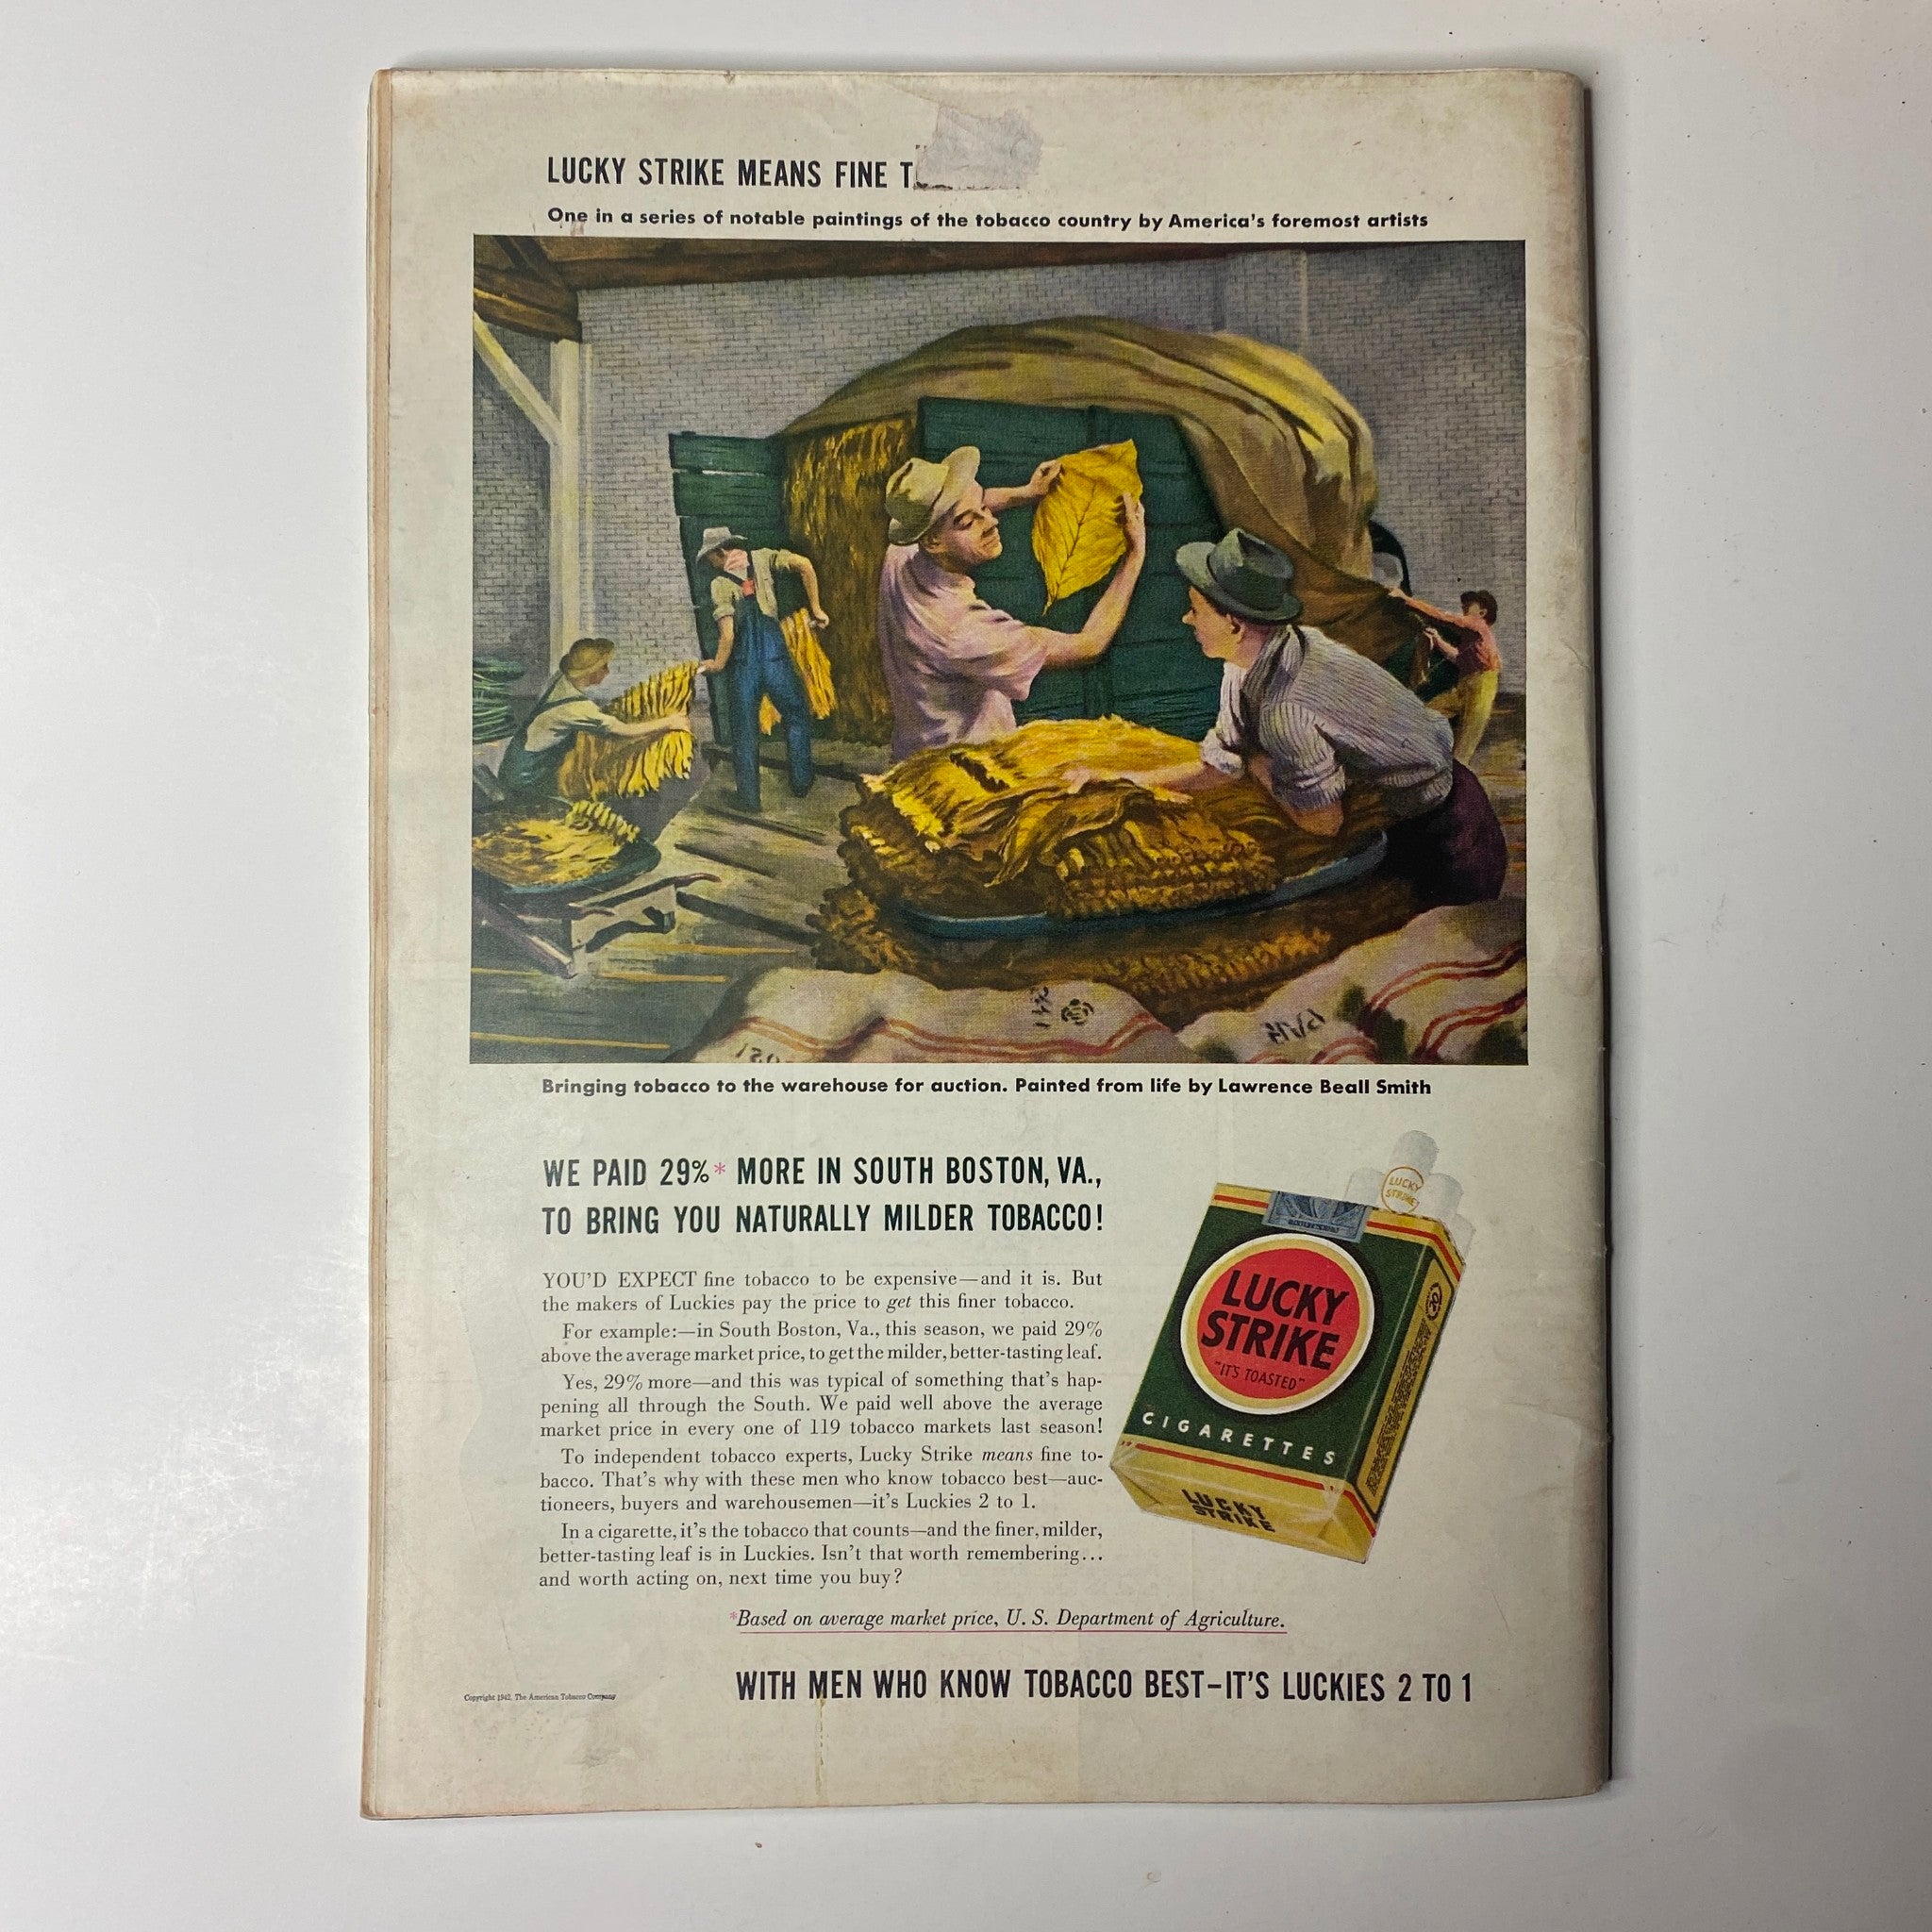 LUCKY STRIKE MEANS FINE
One in a series of notable paintings of the tobacco country by America's foremost artists
Bringing tobacco to the warehouse for auction. Painted from life by Lawrence Beall Smith
WE PAID 29%* MORE IN SOUTH BOSTON, VA.,
TO BRING YOU NATURALLY MILDER TOBACCO!
YOU'D EXPECT fine tobacco to be expensive—and it is. But
the makers of Luckies pay the price to get this finer tobacco.
For example:—in South Boston, Va., this season, we paid 29%
above the average market price, to get the milder, better-tasting leaf.
Yes, 29% more—and this was typical of something that's hap-
pening all through the South. We paid well above the average
market price in every one of 119 tobacco markets last season!
To independent tobacco experts, Lucky Strike means fine to-
bacco. That's why with these men who know tobacco best—auc-
tioneers, buyers and warehousemen—it's Luckies 2 to 1.
In a cigarette, it's the tobacco that counts—and the finer, milder,
better-tasting leaf is in Luckies. Isn't that worth remembering...
and worth acting on, next time you buy?
LUCKY
STRIKE
LUCKY
STRIKE
"IT'S TOASTED"
CIGARETTES
LUCKY
STRIKE
*Based on average market price, U. S. Department of Agriculture.
WITH MEN WHO KNOW TOBACCO BEST—IT'S LUCKIES 2 TO 1
Copyright 1942, The American Tobacco Company